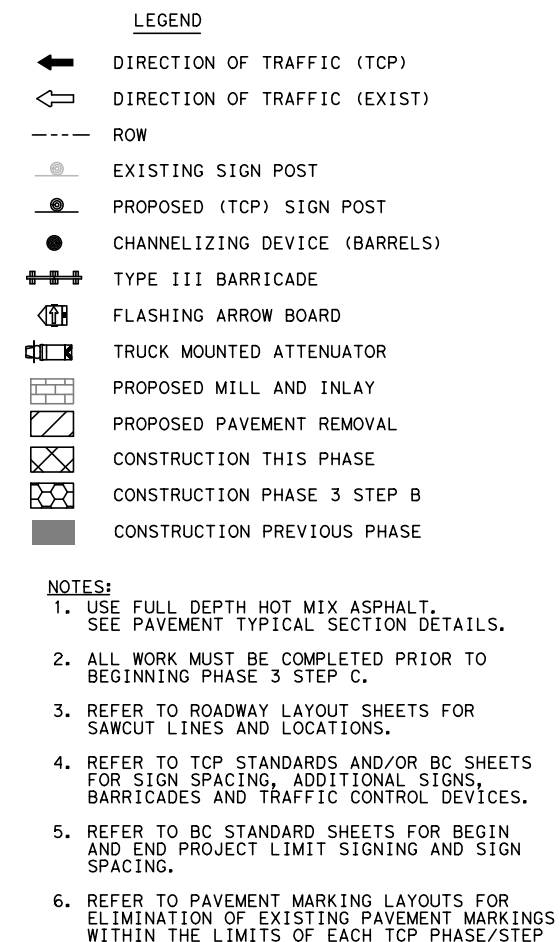 LEGEND
DIRECTION OF TRAFFIC (TCP)
DIRECTION OF TRAFFIC (EXIST)
ROW
EXISTING SIGN POST
PROPOSED (TCP) SIGN POST
CHANNELIZING DEVICE (BARRELS)
TYPE III BARRICADE
FLASHING ARROW BOARD
TRUCK MOUNTED ATTENUATOR
PROPOSED MILL AND INLAY
PROPOSED PAVEMENT REMOVAL
CONSTRUCTION THIS PHASE
CONSTRUCTION PHASE 3 STEP B
CONSTRUCTION PREVIOUS PHASE
NOTES:
1. USE FULL DEPTH HOT MIX ASPHALT.
SEE PAVEMENT TYPICAL SECTION DETAILS.
2. ALL WORK MUST BE COMPLETED PRIOR TO
BEGINNING PHASE 3 STEP C.
3. REFER TO ROADWAY LAYOUT SHEETS FOR
SAWCUT LINES AND LOCATIONS.
4. REFER TO TCP STANDARDS AND/OR BC SHEETS
FOR SIGN SPACING, ADDITIONAL SIGNS,
BARRICADES AND TRAFFIC CONTROL DEVICES.
5. REFER TO BC STANDARD SHEETS FOR BEGIN
AND END PROJECT LIMIT SIGNING AND SIGN
SPACING.
6. REFER TO PAVEMENT MARKING LAYOUTS FOR
ELIMINATION OF EXISTING PAVEMENT MARKINGS
WITHIN THE LIMITS OF EACH TCP PHASE/STEP